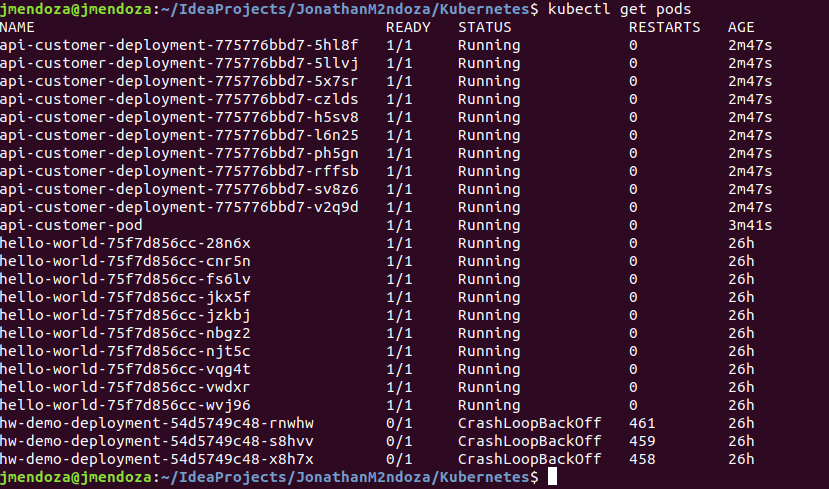 jmendoza@jmendoza:~/IdeaProjects/JonathanM2ndoza/Kubernetes$ kubectl get pods
NAME READY STATUS RESTARTS AGE
api-customer-deployment-775776bbd7-5hl8f 1/1 Running 0 2m47s
api-customer-deployment-775776bbd7-5llvj 1/1 Running 0 2m47s
api-customer-deployment-775776bbd7-5x7sr 1/1 Running 0 2m47s
api-customer-deployment-775776bbd7-czlds 1/1 Running 0 2m47s
api-customer-deployment-775776bbd7-h5sv8 1/1 Running 0 2m47s
api-customer-deployment-775776bbd7-l6n25 1/1 Running 0 2m47s
api-customer-deployment-775776bbd7-ph5gn 1/1 Running 0 2m47s
api-customer-deployment-775776bbd7-rffsb 1/1 Running 0 2m47s
api-customer-deployment-775776bbd7-sv8z6 1/1 Running 0 2m47s
api-customer-deployment-775776bbd7-v2q9d 1/1 Running 0 2m47s
api-customer-pod 1/1 Running 0 3m41s
hello-world-75f7d856cc-28n6x 1/1 Running 0 26h
hello-world-75f7d856cc-cnr5n 1/1 Running 0 26h
hello-world-75f7d856cc-fs6lv 1/1 Running 0 26h
hello-world-75f7d856cc-jkx5f 1/1 Running 0 26h
hello-world-75f7d856cc-jzkbj 1/1 Running 0 26h
hello-world-75f7d856cc-nbgz2 1/1 Running 0 26h
hello-world-75f7d856cc-njt5c 1/1 Running 0 26h
hello-world-75f7d856cc-vqg4t 1/1 Running 0 26h
hello-world-75f7d856cc-vwdxr 1/1 Running 0 26h
hello-world-75f7d856cc-wvj96 1/1 Running 0 26h
hw-demo-deployment-54d5749c48-rnwhw 0/1 CrashLoopBackOff 461 26h
hw-demo-deployment-54d5749c48-s8hvv 0/1 CrashLoopBackOff 459 26h
hw-demo-deployment-54d5749c48-x8h7x 0/1 CrashLoopBackOff 458 26h
jmendoza@jmendoza:~/IdeaProjects/JonathanM2ndoza/Kubernetes$